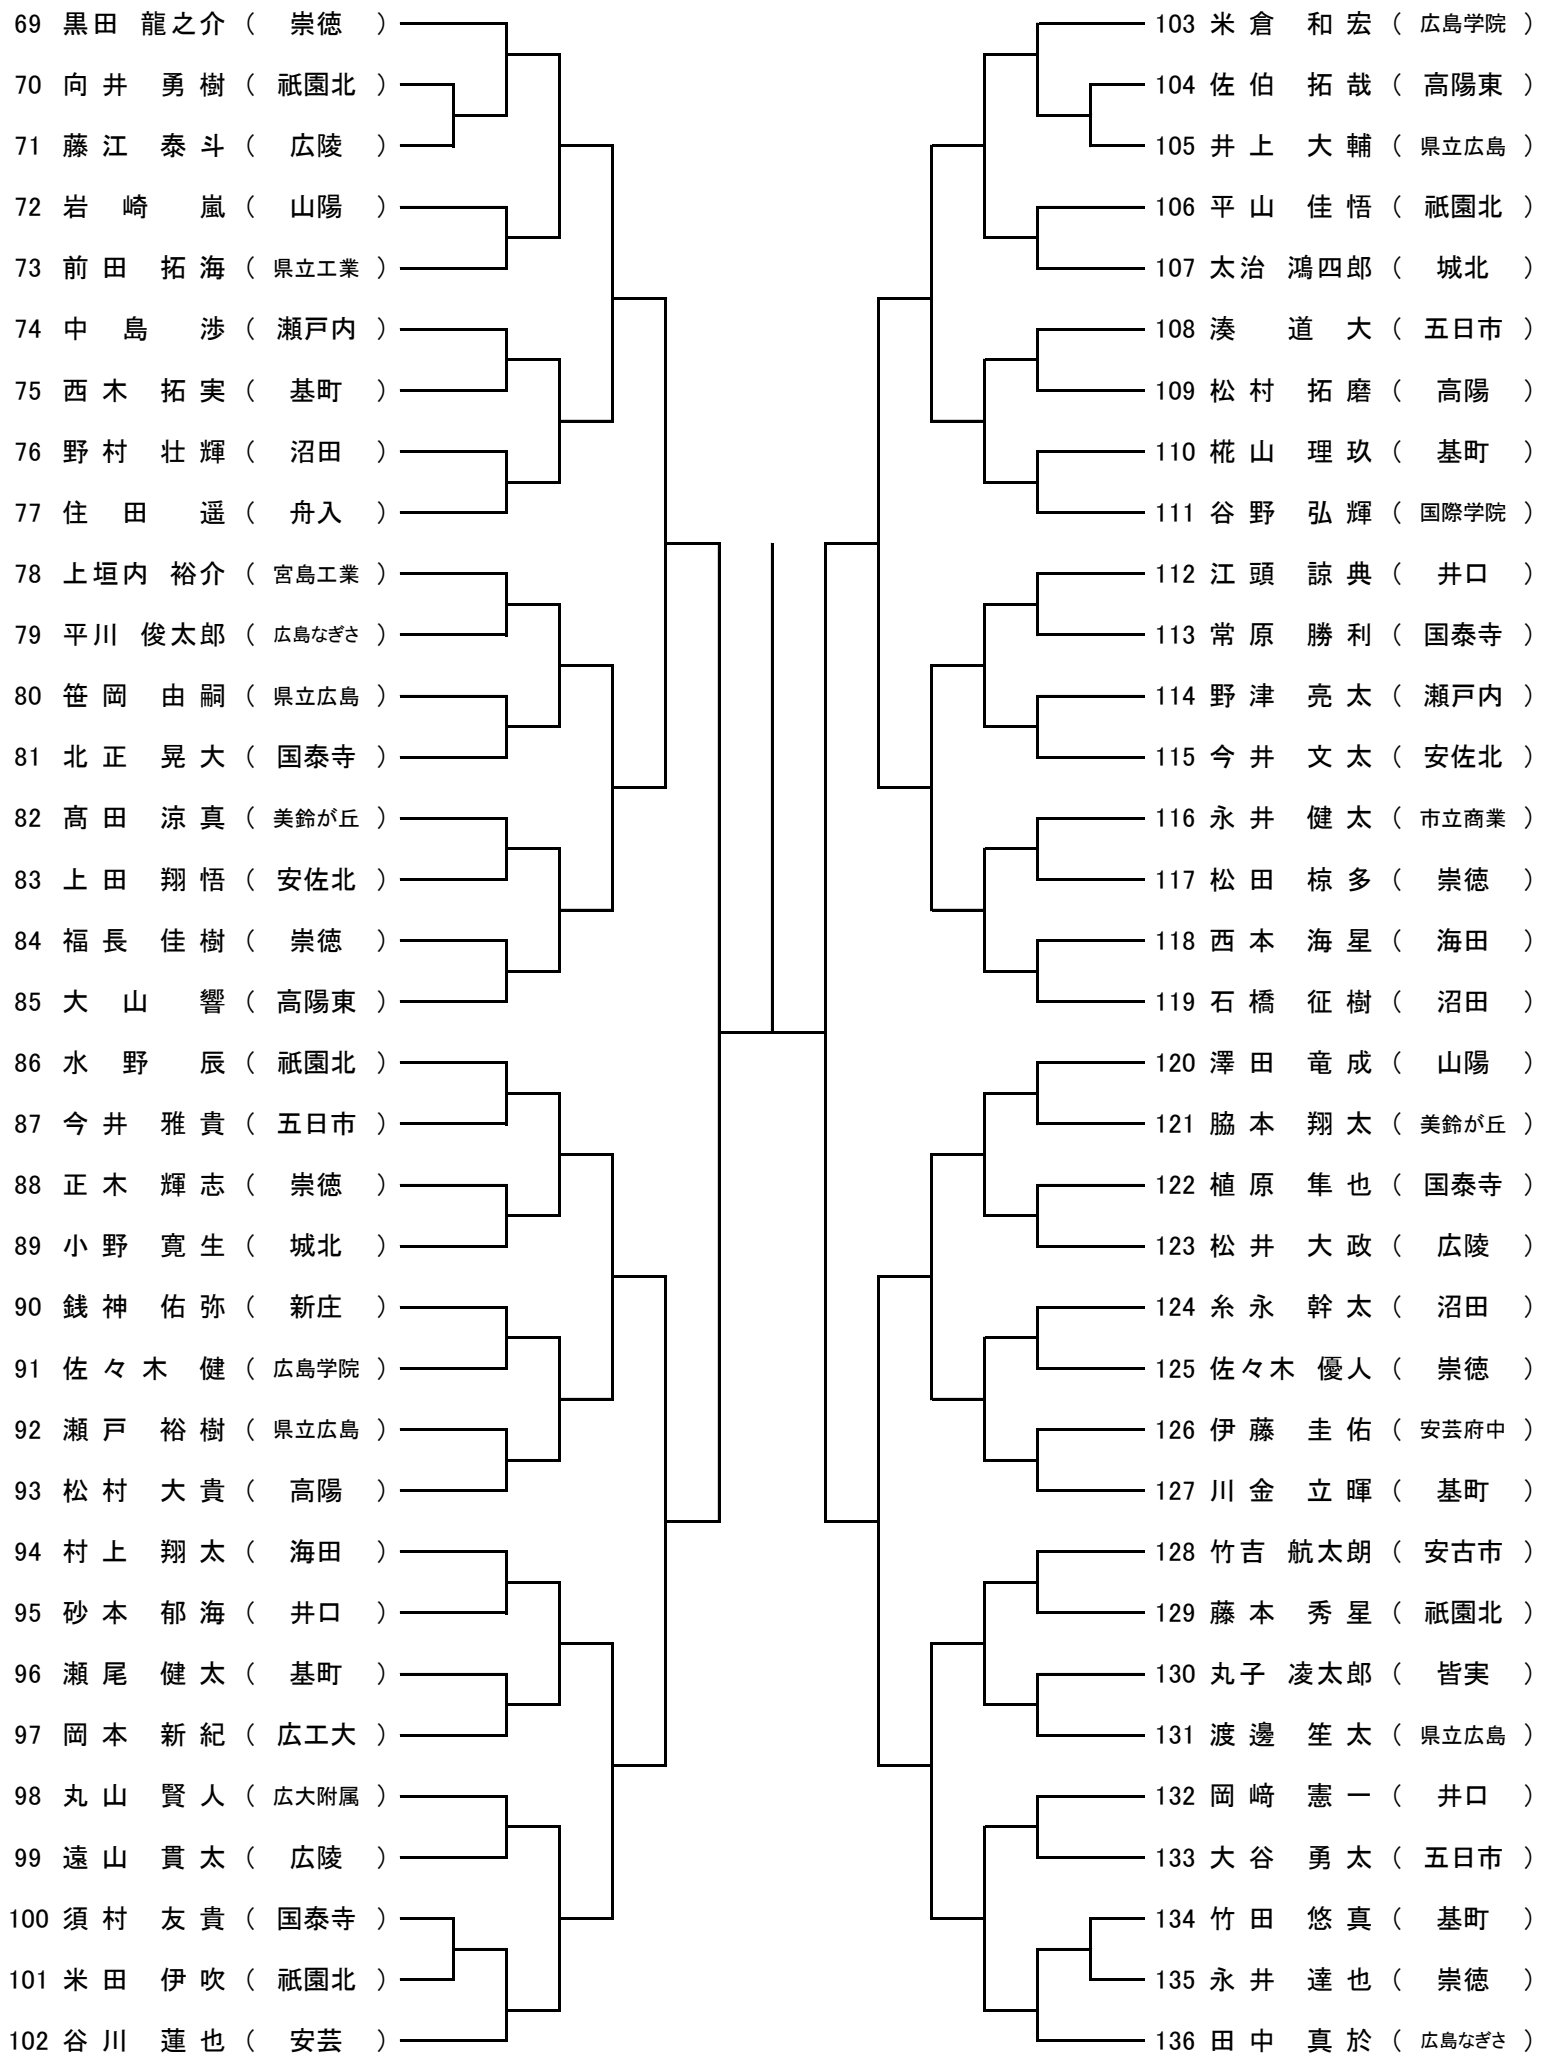 69 黒田 龍之介 ( 崇徳 )
70 向井 勇樹 ( 祇園北 )
71 藤江 泰斗 ( 広陵 )
72 岩崎 嵐 ( 山陽 )
73 前田 拓海 ( 県立工業 )
74 中島 渉 ( 瀬戸内 )
75 西木 拓実 ( 基町 )
76 野村 壮輝 ( 沼田 )
77 住田 遥 ( 舟入 )
78 上垣内 裕介 ( 宮島工業 )
79 平川 俊太郎 ( 広島なぎさ )
80 笹岡 由嗣 ( 県立広島 )
81 北正 晃大 ( 国泰寺 )
82 髙田 涼真 ( 美鈴が丘 )
83 上田 翔悟 ( 安佐北 )
84 福長 佳樹 ( 崇徳 )
85 大山 響 ( 高陽東 )
86 水野 辰 ( 祇園北 )
87 今井 雅貴 ( 五日市 )
88 正木 輝志 ( 崇徳 )
89 小野 寛生 ( 城北 )
90 銭神 佑弥 ( 新庄 )
91 佐々木 健 ( 広島学院 )
92 瀬戸 裕樹 ( 県立広島 )
93 松村 大貴 ( 高陽 )
94 村上 翔太 ( 海田 )
95 砂本 郁海 ( 井口 )
96 瀬尾 健太 ( 基町 )
97 岡本 新紀 ( 広工大 )
98 丸山 賢人 ( 広大附属 )
99 遠山 貫太 ( 広陵 )
100 須村 友貴 ( 国泰寺 )
101 米田 伊吹 ( 祇園北 )
102 谷川 蓮也 ( 安芸 )
103 米倉 和宏 ( 広島学院 )
104 佐伯 拓哉 ( 高陽東 )
105 井上 大輔 ( 県立広島 )
106 平山 佳悟 ( 祇園北 )
107 太治 鴻四郎 ( 城北 )
108 湊 道大 ( 五日市 )
109 松村 拓磨 ( 高陽 )
110 椛山 理玖 ( 基町 )
111 谷野 弘輝 ( 国際学院 )
112 江頭 諒典 ( 井口 )
113 常原 勝利 ( 国泰寺 )
114 野津 亮太 ( 瀬戸内 )
115 今井 文太 ( 安佐北 )
116 永井 健太 ( 市立商業 )
117 松田 椋多 ( 崇徳 )
118 西本 海星 ( 海田 )
119 石橋 征樹 ( 沼田 )
120 澤田 竜成 ( 山陽 )
121 脇本 翔太 ( 美鈴が丘 )
122 植原 隼也 ( 国泰寺 )
123 松井 大政 ( 広陵 )
124 糸永 幹太 ( 沼田 )
125 佐々木 優人 ( 崇徳 )
126 伊藤 圭佑 ( 安芸府中 )
127 川金 立暉 ( 基町 )
128 竹吉 航太朗 ( 安古市 )
129 藤本 秀星 ( 祇園北 )
130 丸子 凌太郎 ( 皆実 )
131 渡邊 笙太 ( 県立広島 )
132 岡﨑 憲一 ( 井口 )
133 大谷 勇太 ( 五日市 )
134 竹田 悠真 ( 基町 )
135 永井 達也 ( 崇徳 )
136 田中 真於 ( 広島なぎさ )